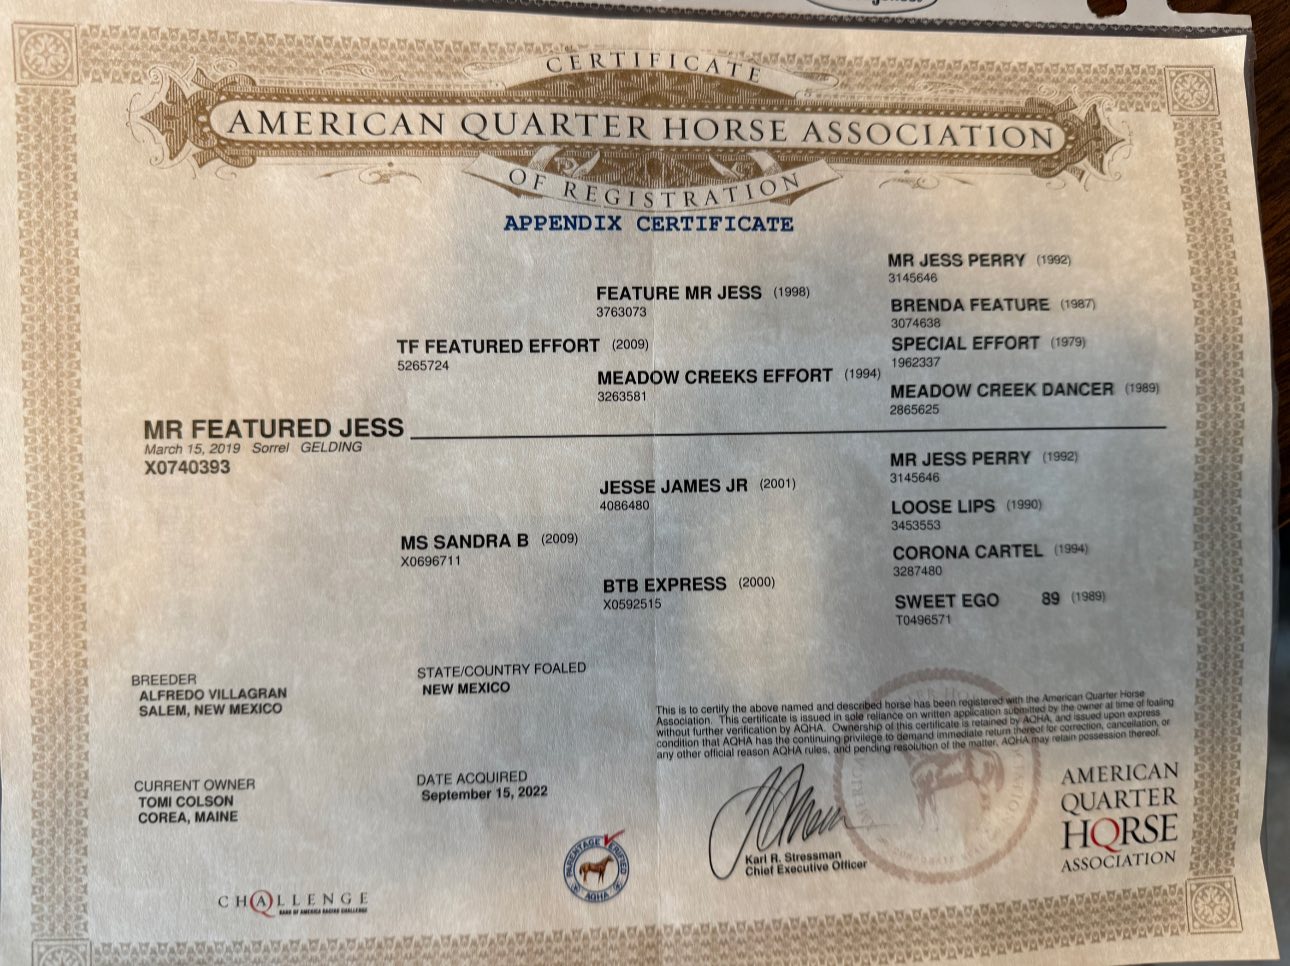 CERTIFICATE
AMERICAN QUARTER HORSE ASSOCIATION
OF REGISTRATION
APPENDIX CERTIFICATE
MR JESS PERRY (1992)
3145646
FEATURE MR JESS (1998)
3763073
BRENDA FEATURE (1987)
3074638
TF FEATURED EFFORT (2009)
5265724
SPECIAL EFFORT (1979)
1962337
MEADOW CREEKS EFFORT (1994)
3263581
MEADOW CREEK DANCER (1989)
2865625
MR FEATURED JESS
March 15, 2019 Sorrel GELDING
X0740393
MR JESS PERRY (1992)
3145646
JESSE JAMES JR (2001)
4086480
LOOSE LIPS (1990)
3453553
MS SANDRA B (2009)
X0696711
CORONA CARTEL (1994)
3287480
BTB EXPRESS (2000)
X0592515
SWEET EGO 89 (1989)
T0496571
BREEDER
ALFREDO VILLAGRAN
SALEM, NEW MEXICO
STATE/COUNTRY FOALED
NEW MEXICO
CURRENT OWNER
TOMI COLSON
COREA, MAINE
DATE ACQUIRED
September 15, 2022
This is to certify the above named and described horse has been registered with the American Quarter Horse
Association. This certificate is issued in sole reliance on written application submitted by the owner at time of foaling
without further verification by AQHA. Ownership of this certificate is retained by AQHA, and issued upon express
condition that AQHA has the continuing privilege to demand immediate return thereof for correction, cancellation, or
any other official reason AQHA rules, and pending resolution of the matter, AQHA may retain possession thereof.
Karl R. Stressman
Chief Executive Officer
AMERICAN
QUARTER
HORSE
ASSOCIATION
PARENTAGE VERIFIED
AQHA
CHALLENGE
BANK OF AMERICA RACING CHALLENGE